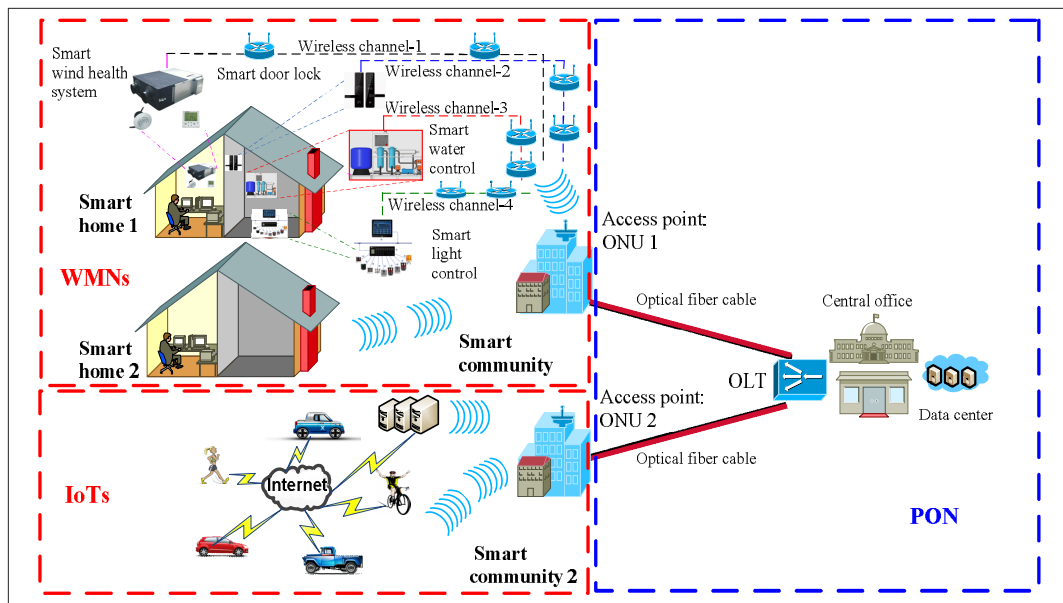 Smart
wind health
system
Wireless channel-1
Smart door lock
Wireless channel-2
Wireless channel-3
Smart
water
control
Wireless channel-4
Smart
light
control
Smart
home 1
WMNs
Smart
home 2
Smart
community
Access point:
ONU 1
Optical fiber cable
Central office
OLT
Data center
Access point:
ONU 2
Optical fiber cable
PON
IoTs
Internet
Smart
community 2